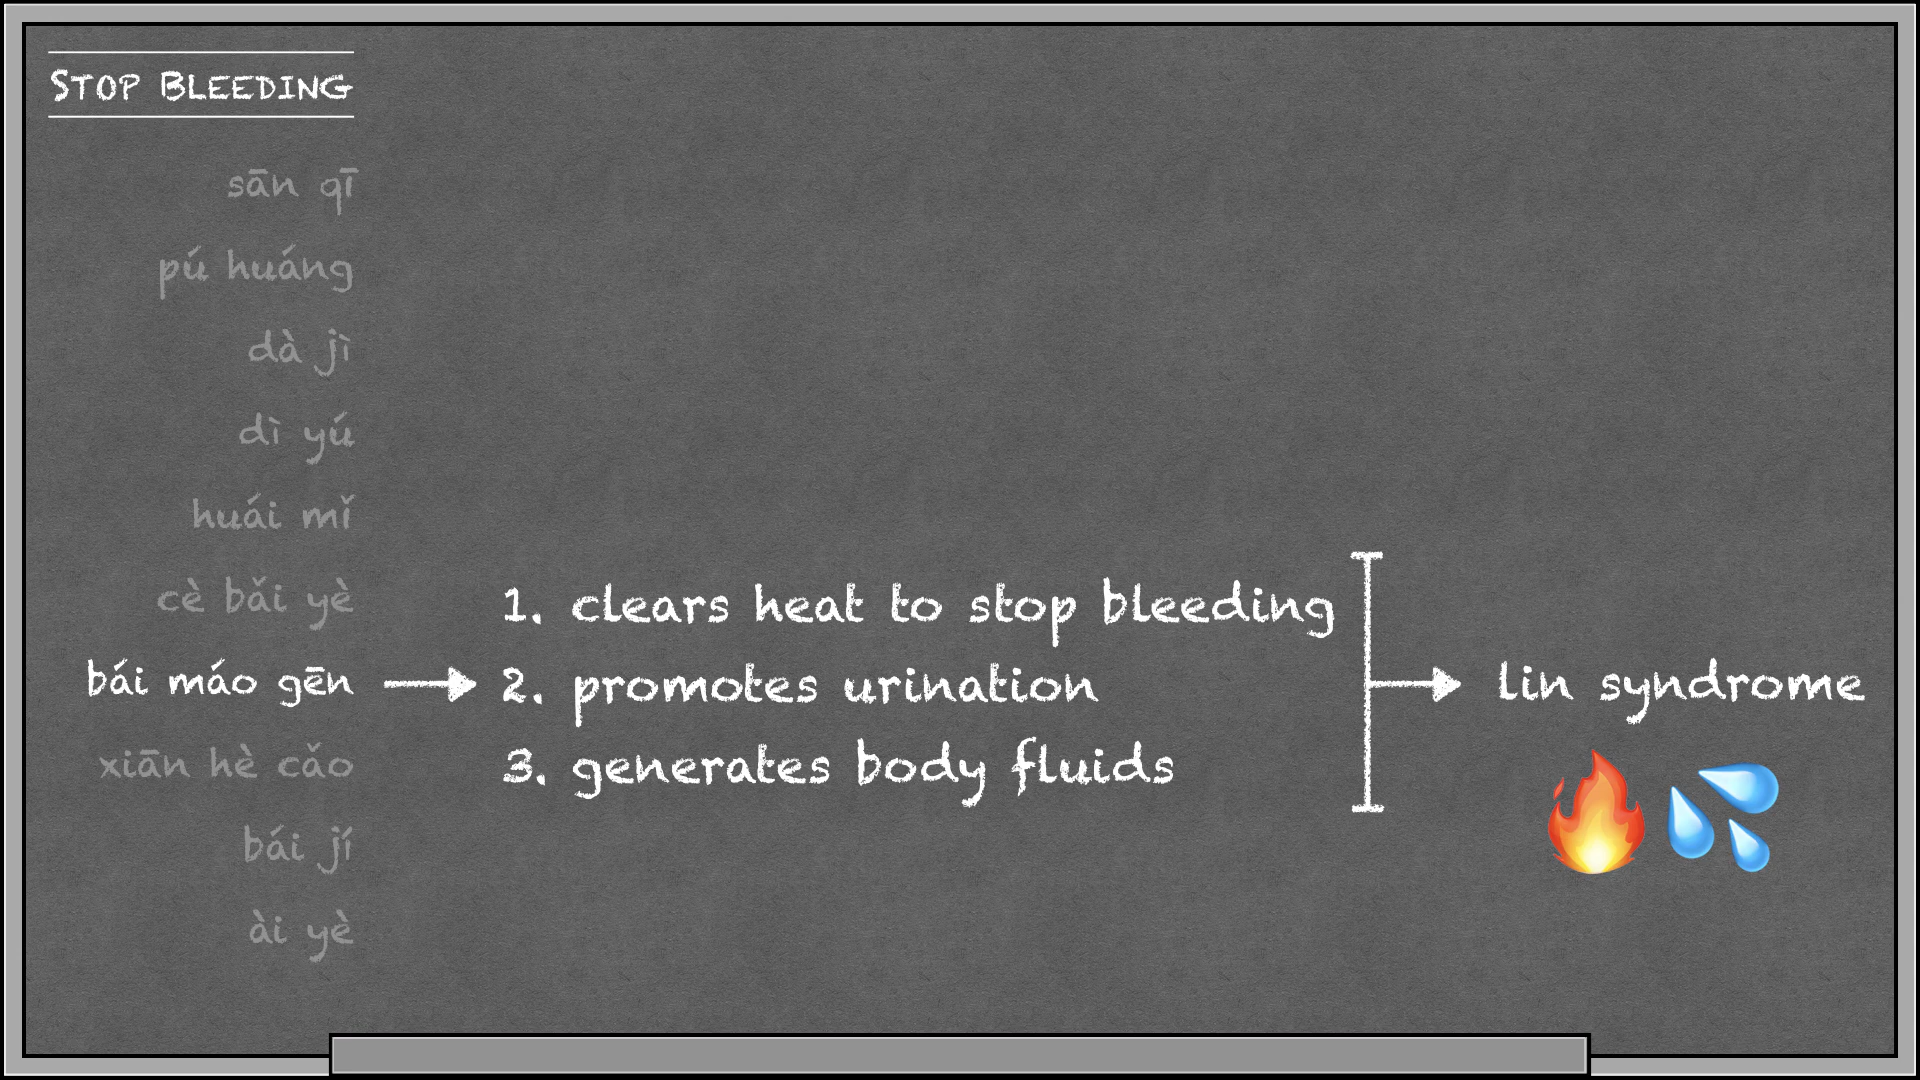 STOP BLEEDING
sān qī
pú huáng
dà jì
dì yú
huái mǐ
cè bǎi yè
bái máo gēn
xiān hè cǎo
bái jí
ài yè
1. clears heat to stop bleeding
2. promotes urination
3. generates body fluids
lin syndrome